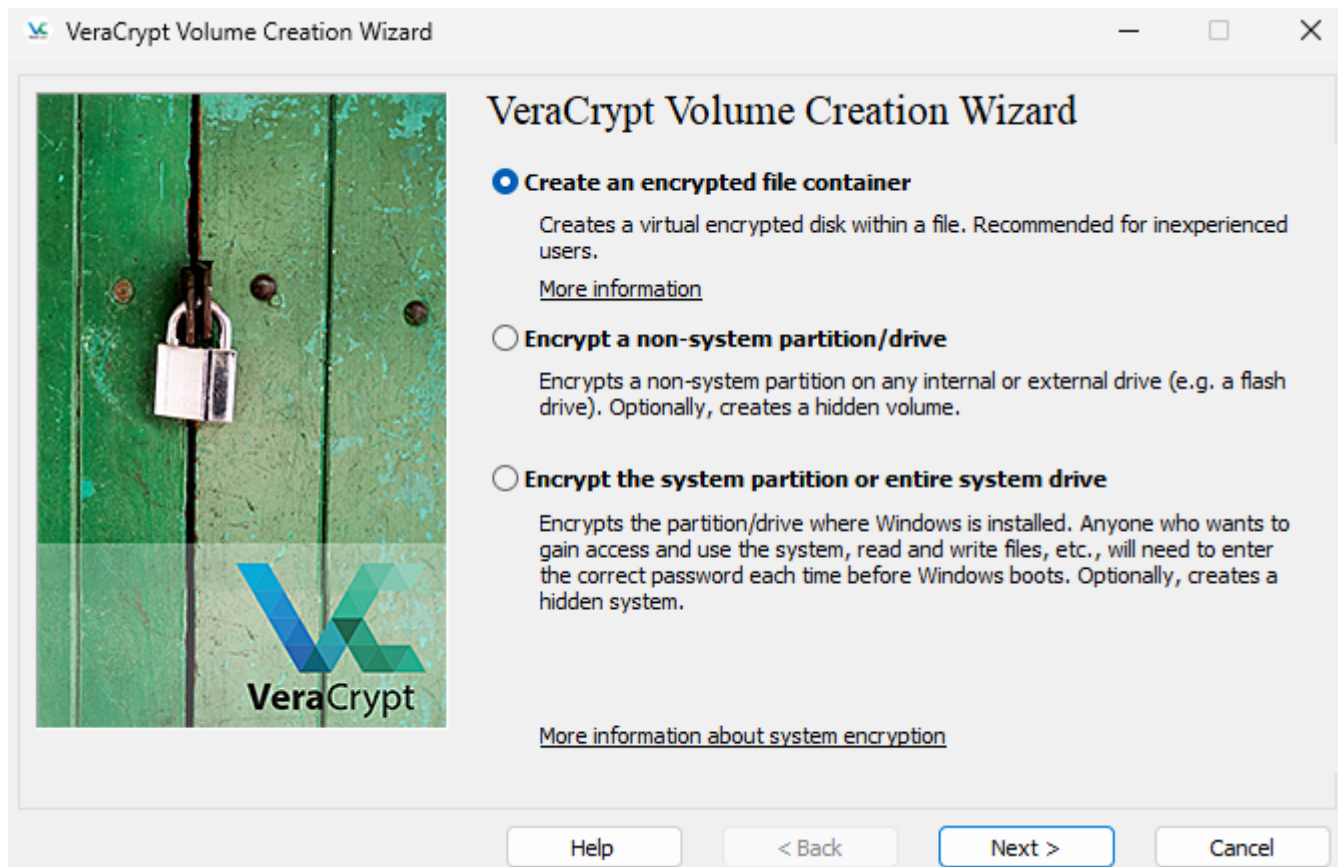 VeraCrypt Volume Creation Wizard
VeraCrypt Volume Creation Wizard
Create an encrypted file container
Creates a virtual encrypted disk within a file. Recommended for inexperienced
users.
More information
Encrypt a non-system partition/drive
Encrypts a non-system partition on any internal or external drive (e.g. a flash
drive). Optionally, creates a hidden volume.
Encrypt the system partition or entire system drive
Encrypts the partition/drive where Windows is installed. Anyone who wants to
gain access and use the system, read and write files, etc., will need to enter
the correct password each time before Windows boots. Optionally, creates a
hidden system.
VeraCrypt
More information about system encryption
Help
< Back
Next >
Cancel